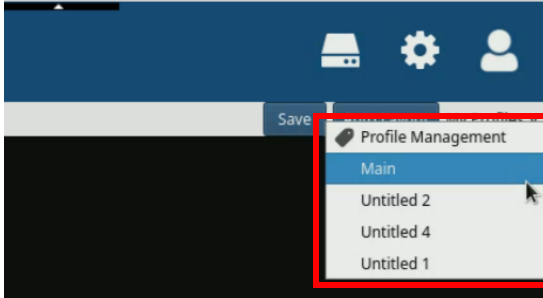 Save
Profile Management
Main
Untitled 2
Untitled 4
Untitled 1